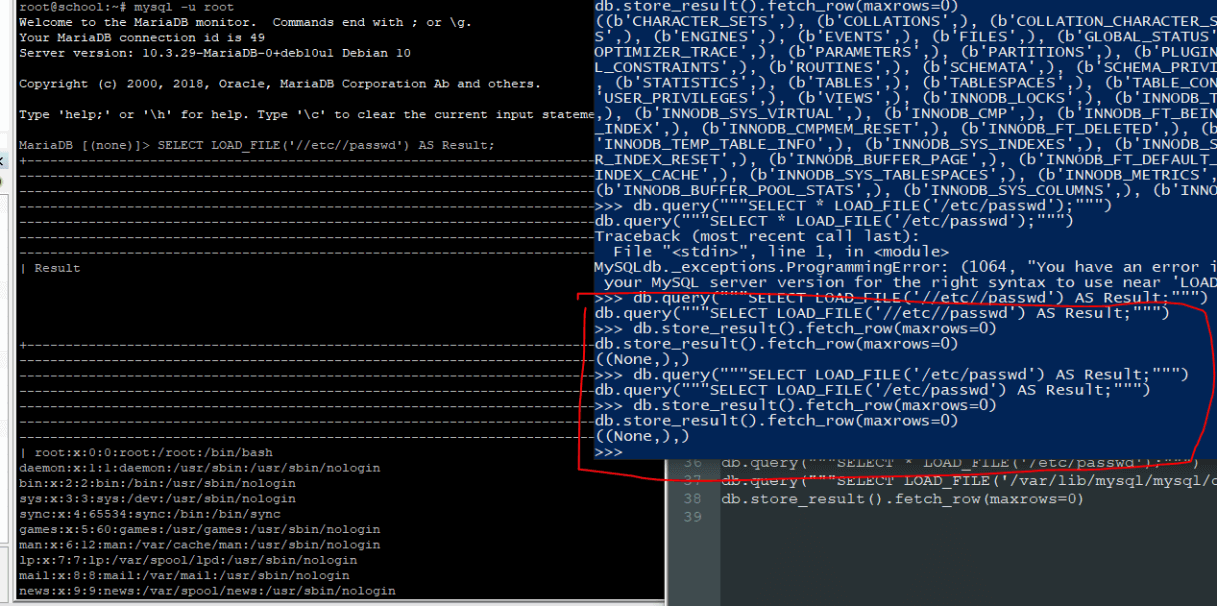 root@school:~# mysql -u root
Welcome to the MariaDB monitor.  Commands end with ; or \g.
Your MariaDB connection id is 49
Server version: 10.3.29-MariaDB-0+deb10u1 Debian 10
Copyright (c) 2000, 2018, Oracle, MariaDB Corporation Ab and others.
Type 'help;' or '\h' for help. Type '\c' to clear the current input stateme
MariaDB [(none)]> SELECT LOAD_FILE('//etc//passwd') AS Result;
| Result
| root:x:0:0:root:/root:/bin/bash
daemon:x:1:1:daemon:/usr/sbin:/usr/sbin/nologin
bin:x:2:2:bin:/bin:/usr/sbin/nologin
sys:x:3:3:sys:/dev:/usr/sbin/nologin
sync:x:4:65534:sync:/bin:/bin/sync
games:x:5:60:games:/usr/games:/usr/sbin/nologin
man:x:6:12:man:/var/cache/man:/usr/sbin/nologin
lp:x:7:7:lp:/var/spool/lpd:/usr/sbin/nologin
mail:x:8:8:mail:/var/mail:/usr/sbin/nologin
news:x:9:9:news:/var/spool/news:/usr/sbin/nologin
db.store_result().fetch_row(maxrows=0)
((b'CHARACTER_SETS',), (b'COLLATIONS',), (b'COLLATION_CHARACTER_S
S',), (b'ENGINES',), (b'EVENTS',), (b'FILES',), (b'GLOBAL_STATUS'
OPTIMIZER_TRACE',), (b'PARAMETERS',), (b'PARTITIONS',), (b'PLUGIN
L_CONSTRAINTS',), (b'ROUTINES',), (b'SCHEMATA',), (b'SCHEMA_PRIVI
, (b'STATISTICS',), (b'TABLES',), (b'TABLESPACES',), (b'TABLE_CON
'USER_PRIVILEGES',), (b'VIEWS',), (b'INNODB_LOCKS',), (b'INNODB_T
,), (b'INNODB_SYS_VIRTUAL',), (b'INNODB_CMP',), (b'INNODB_FT_BEIN
_INDEX',), (b'INNODB_CMPMEM_RESET',), (b'INNODB_FT_DELETED',), (b
'INNODB_TEMP_TABLE_INFO',), (b'INNODB_SYS_INDEXES',), (b'INNODB_S
R_INDEX_RESET',), (b'INNODB_BUFFER_PAGE',), (b'INNODB_FT_DEFAULT_
INDEX_CACHE',), (b'INNODB_SYS_TABLESPACES',), (b'INNODB_METRICS',
(b'INNODB_BUFFER_POOL_STATS',), (b'INNODB_SYS_COLUMNS',), (b'INNO
>>> db.query("""SELECT * LOAD_FILE('/etc/passwd');""")
db.query("""SELECT * LOAD_FILE('/etc/passwd');""")
Traceback (most recent call last):
  File "<stdin>", line 1, in <module>
MySQLdb._exceptions.ProgrammingError: (1064, "You have an error i
 your MySQL server version for the right syntax to use near 'LOAD
>>> db.query("""SELECT LOAD_FILE('//etc//passwd') AS Result;""")
db.query("""SELECT LOAD_FILE('//etc//passwd') AS Result;""")
>>> db.store_result().fetch_row(maxrows=0)
db.store_result().fetch_row(maxrows=0)
((None,),)
>>> db.query("""SELECT LOAD_FILE('/etc/passwd') AS Result;""")
db.query("""SELECT LOAD_FILE('/etc/passwd') AS Result;""")
>>> db.store_result().fetch_row(maxrows=0)
db.store_result().fetch_row(maxrows=0)
((None,),)
>>>
36 db.query("""SELECT * LOAD_FILE('/etc/passwd');""")
37 db.query("""SELECT LOAD_FILE('/var/lib/mysql/mysql/
38 db.store_result().fetch_row(maxrows=0)
39